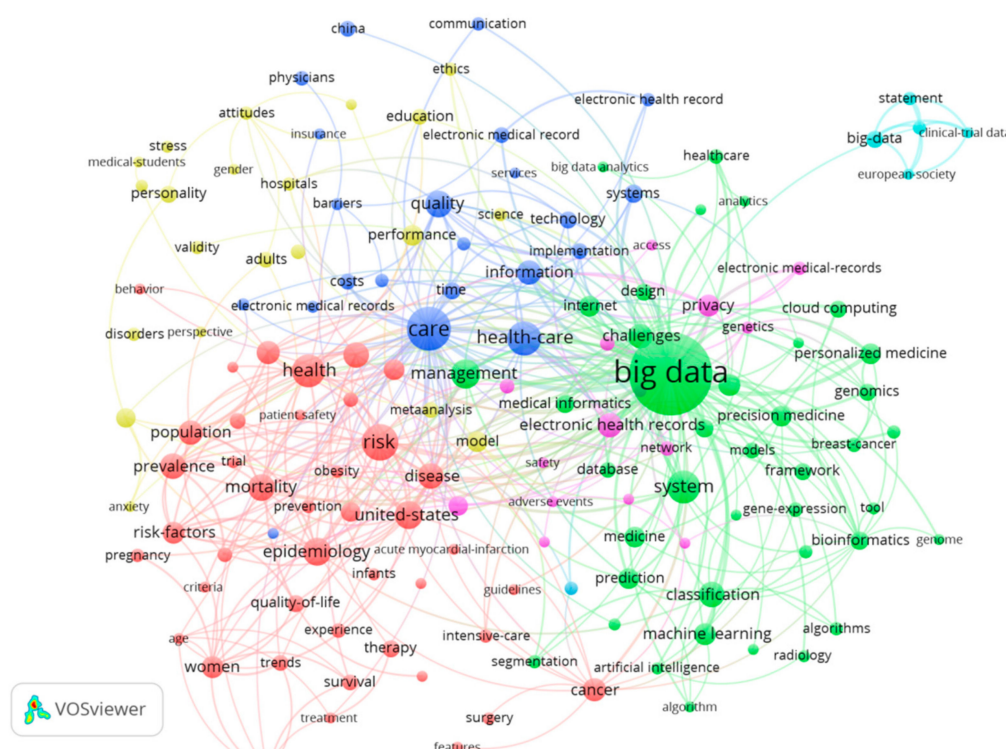 china
communication
ethics
physicians
electronic health record
statement
attitudes
education
clinical-trial data
insurance
electronic medical record
big-data
stress
medical-students
healthcare
gender
services
big data analytics
european-society
personality
hospitals
systems
analytics
barriers
quality
science
technology
validity
performance
implementation
access
adults
information
electronic medical-records
behavior
costs
time
design
electronic medical records
internet
privacy
cloud computing
disorders
perspective
care
health-care
challenges
genetics
personalized medicine
health
management
big data
genomics
medical informatics
patient safety
metaanalysis
electronic health records
precision medicine
population
risk
model
network
models
breast-cancer
prevalence
trial
obesity
disease
safety
database
framework
mortality
system
anxiety
prevention
united-states
adverse events
gene-expression
tool
risk-factors
medicine
bioinformatics
genome
pregnancy
epidemiology
acute myocardial-infarction
criteria
infants
guidelines
prediction
quality-of-life
classification
age
experience
intensive-care
machine learning
algorithms
women
trends
therapy
segmentation
artificial intelligence
radiology
survival
cancer
treatment
surgery
algorithm
features
VOSviewer